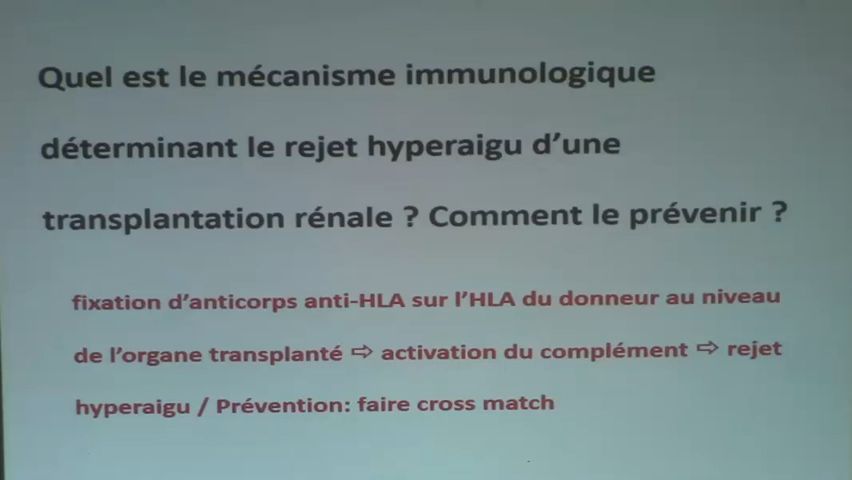 Quel est le mécanisme immunologique
déterminant le rejet hyperaigu d’une
transplantation rénale ? Comment le prévenir ?
fixation d’anticorps anti-HLA sur l’HLA du donneur au niveau
de l’organe transplanté ⇨ activation du complément ⇨ rejet
hyperaigu / Prévention: faire cross match